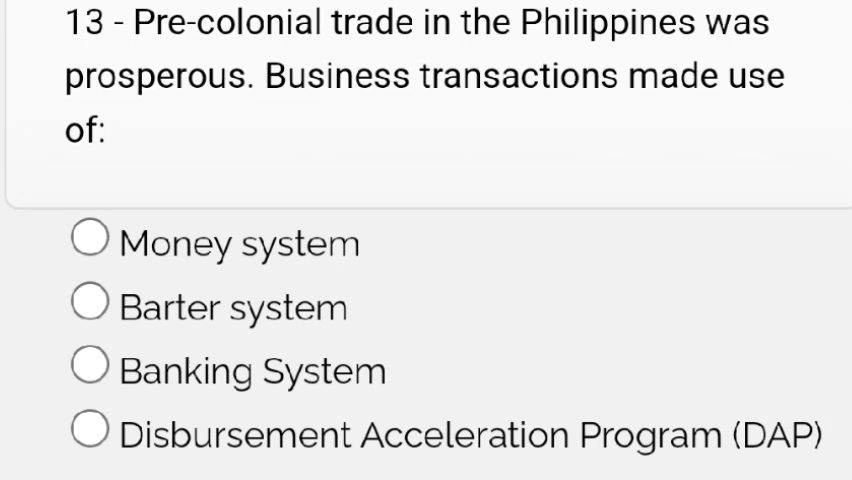 13 - Pre-colonial trade in the Philippines was
prosperous. Business transactions made use
of:
Money system
Barter system
Banking System
Disbursement Acceleration Program (DAP)